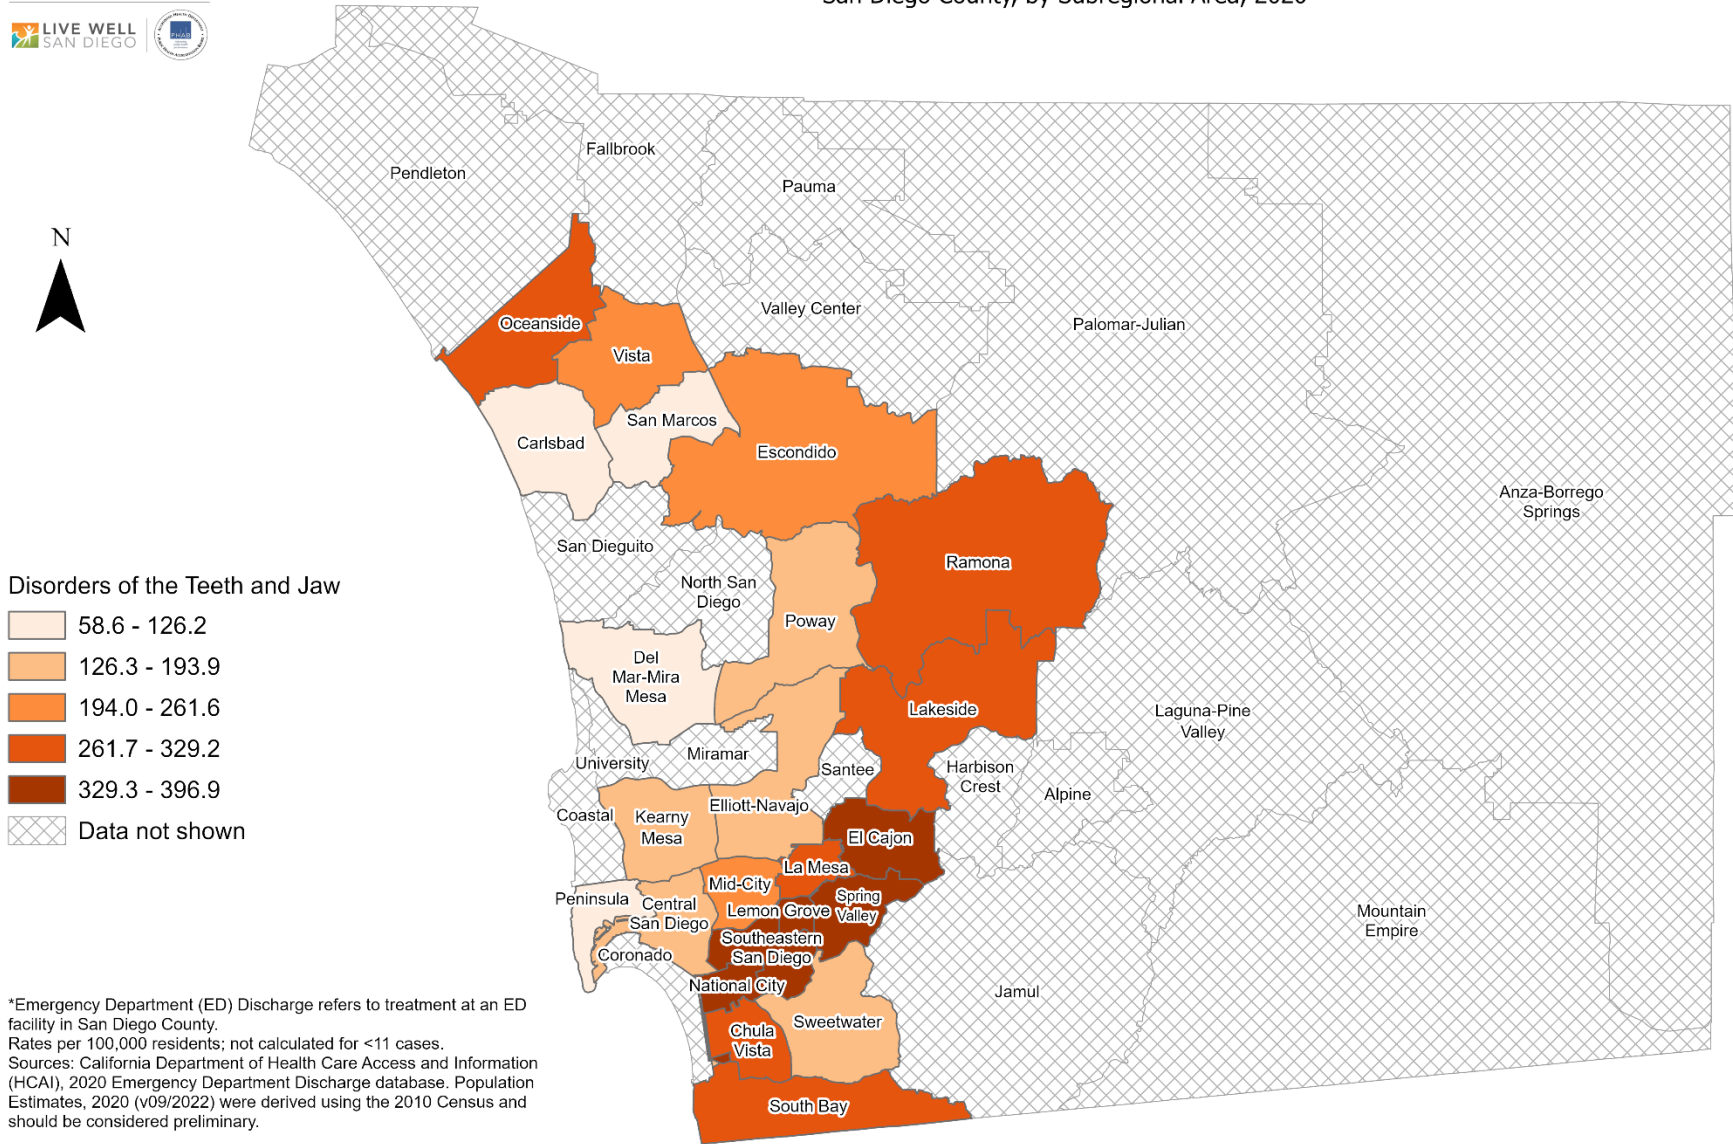 San Diego County, by Subregional Area, 2020
LIVE WELL
SAN DIEGO
PHAB
N
Pendleton
Fallbrook
Pauma
Valley Center
Palomar-Julian
Oceanside
Vista
San Marcos
Carlsbad
Escondido
Anza-Borrego
Springs
San Dieguito
North San
Diego
Ramona
Poway
Del
Mar-Mira
Mesa
Lakeside
Laguna-Pine
Valley
Miramar
University
Santee
Harbison
Crest
Alpine
Coastal
Kearny
Mesa
Elliott-Navajo
El Cajon
La Mesa
Mid-City
Peninsula
Central
San Diego
Lemon Grove
Spring
Valley
Southeastern
San Diego
Coronado
National City
Mountain
Empire
Jamul
Sweetwater
Chula
Vista
South Bay
Disorders of the Teeth and Jaw
58.6 - 126.2
126.3 - 193.9
194.0 - 261.6
261.7 - 329.2
329.3 - 396.9
Data not shown
*Emergency Department (ED) Discharge refers to treatment at an ED
facility in San Diego County.
Rates per 100,000 residents; not calculated for <11 cases.
Sources: California Department of Health Care Access and Information
(HCAI), 2020 Emergency Department Discharge database. Population
Estimates, 2020 (v09/2022) were derived using the 2010 Census and
should be considered preliminary.